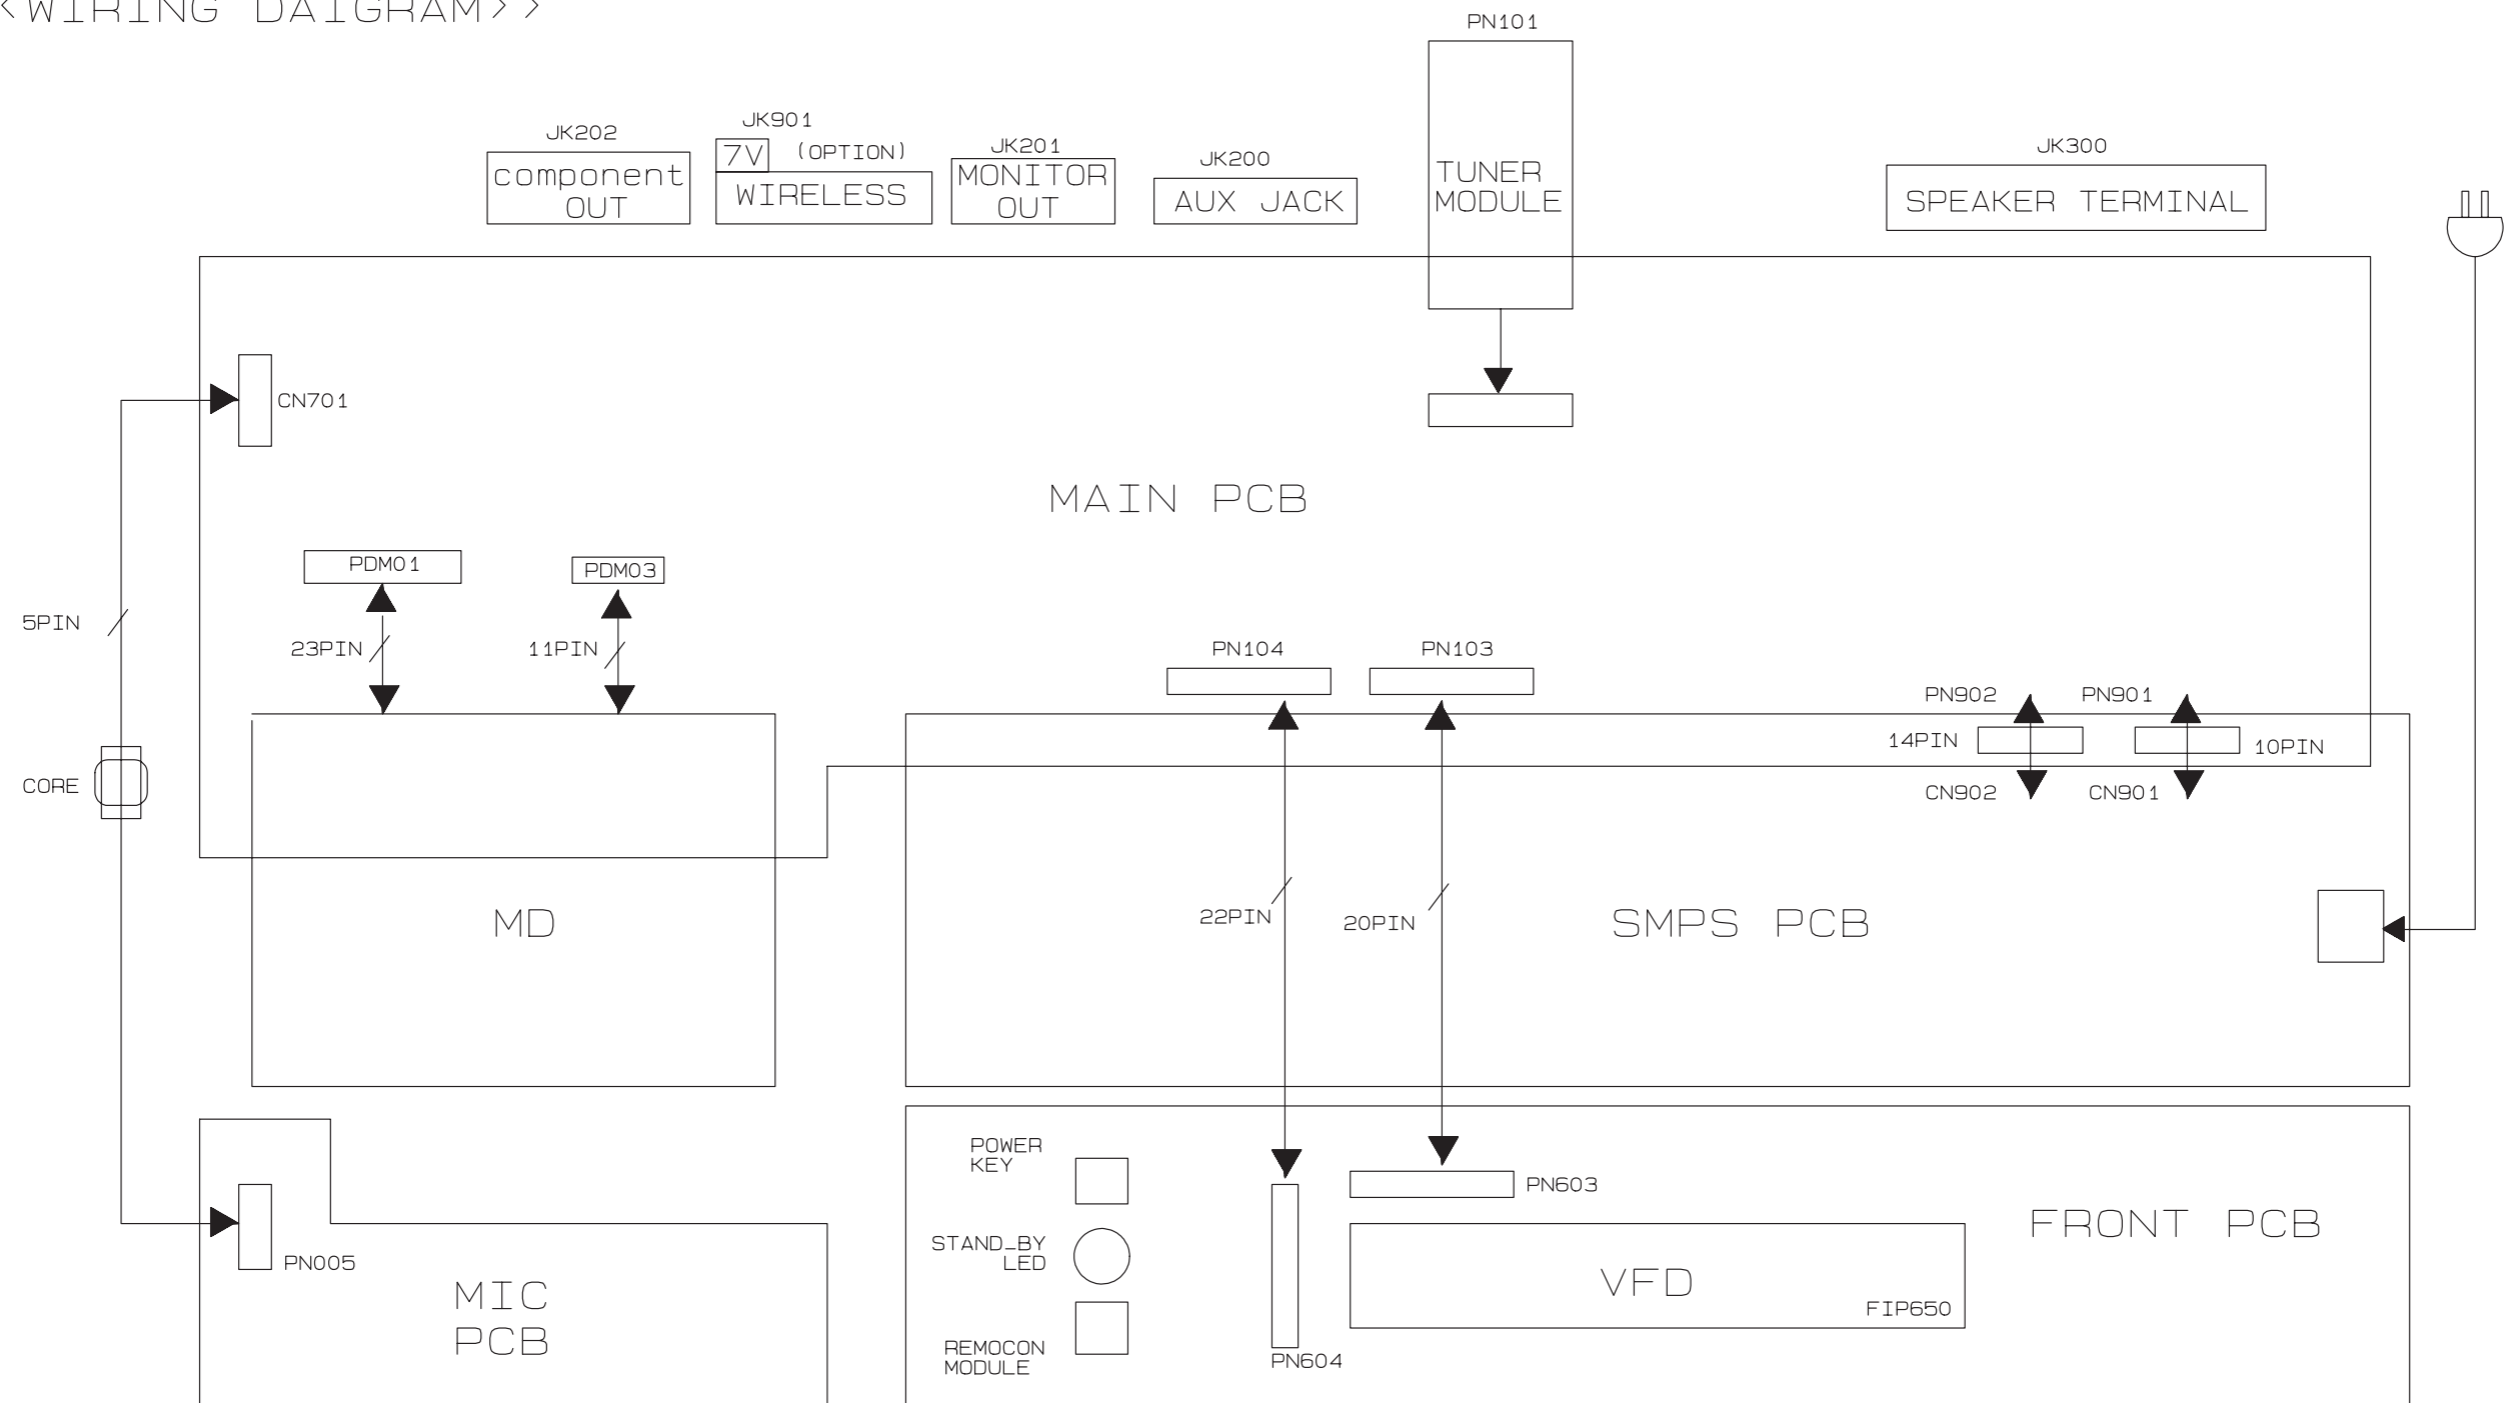 <WIRING DAIGRAM>>
PN101
JK202
JK901
7V (OPTION)
JK201
JK200
JK300
component
OUT
WIRELESS
MONITOR
OUT
AUX JACK
TUNER
MODULE
SPEAKER TERMINAL
CN701
MAIN PCB
PDM01
PDM03
5PIN
23PIN
11PIN
PN104
PN103
PN902
PN901
14PIN
10PIN
CN902
CN901
CORE
MD
22PIN
20PIN
SMPS PCB
POWER
KEY
PN603
FRONT PCB
STAND_BY
LED
PN005
VFD
FIP650
MIC
PCB
REMOCON
MODULE
PN604